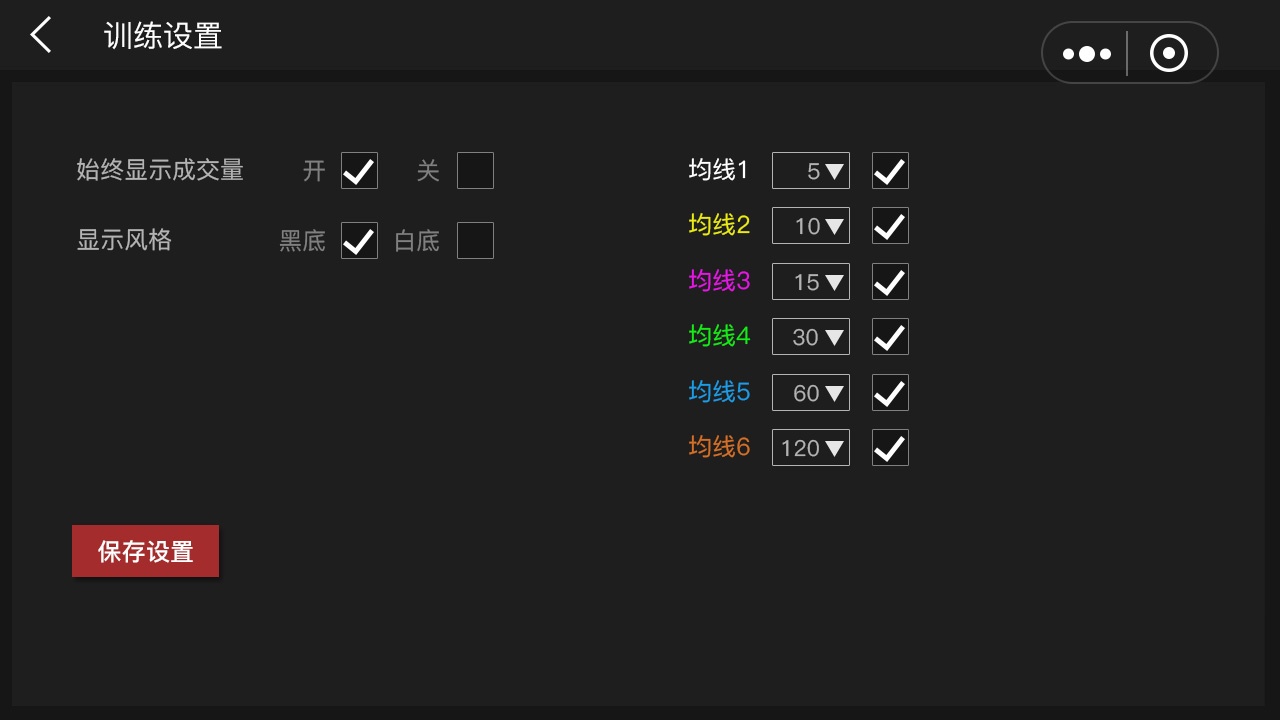 训练设置
始终显示成交量 开 关
显示风格 黑底 白底
均线1 5
均线2 10
均线3 15
均线4 30
均线5 60
均线6 120
保存设置